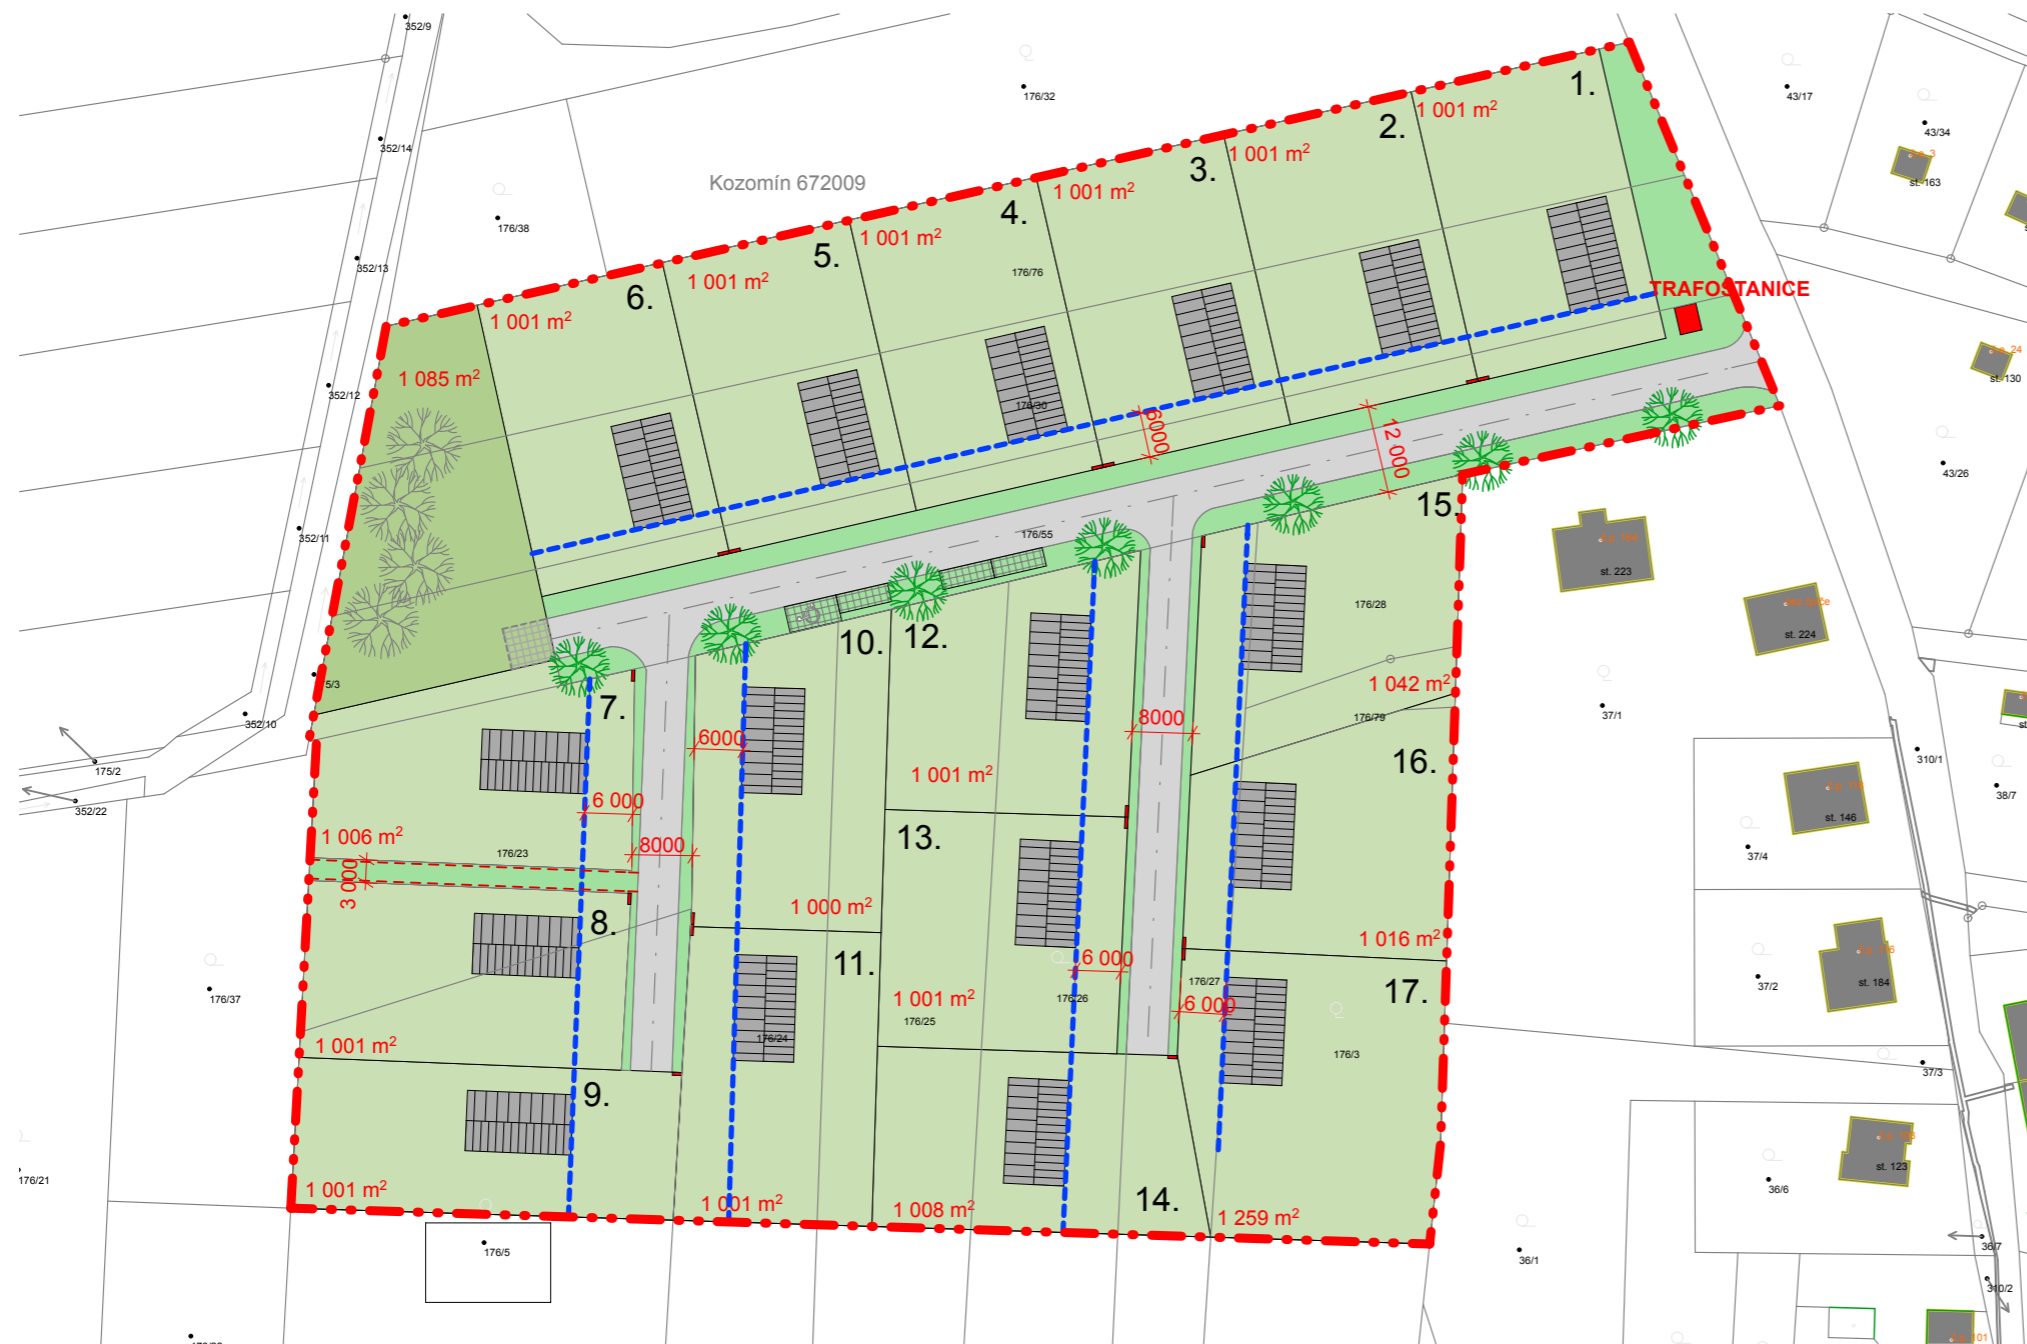 352/9
176/32
43/17
1.
1 001 m²
2.
43/34
352/14
3.
1 001 m²
st. 163
Kozomín 672009
1 001 m²
4.
176/38
1 001 m²
5.
352/13
176/76
1 001 m²
6.
TRAFOSTANICE
1 001 m²
1 085 m²
352/12
st. 130
176/30
6000
12 000
43/26
15.
352/11
176/55
st. 223
176/28
10.
12.
st. 224
5/3
1 042 m²
7.
352/10
176/79
37/1
8000
6000
310/1
175/2
16.
1 001 m²
6 000
38/7
352/22
st. 146
1 006 m²
13.
8000
176/23
37/4
3 000
1 000 m²
8.
1 016 m²
11.
6 000
176/37
37/2
st. 184
176/27
17.
1 001 m²
176/26
6 000
176/25
1 001 m²
176/24
176/3
37/3
9.
st. 123
176/21
1 001 m²
1 001 m²
1 008 m²
14.
1 259 m²
36/6
176/5
36/1
36/7
310/2